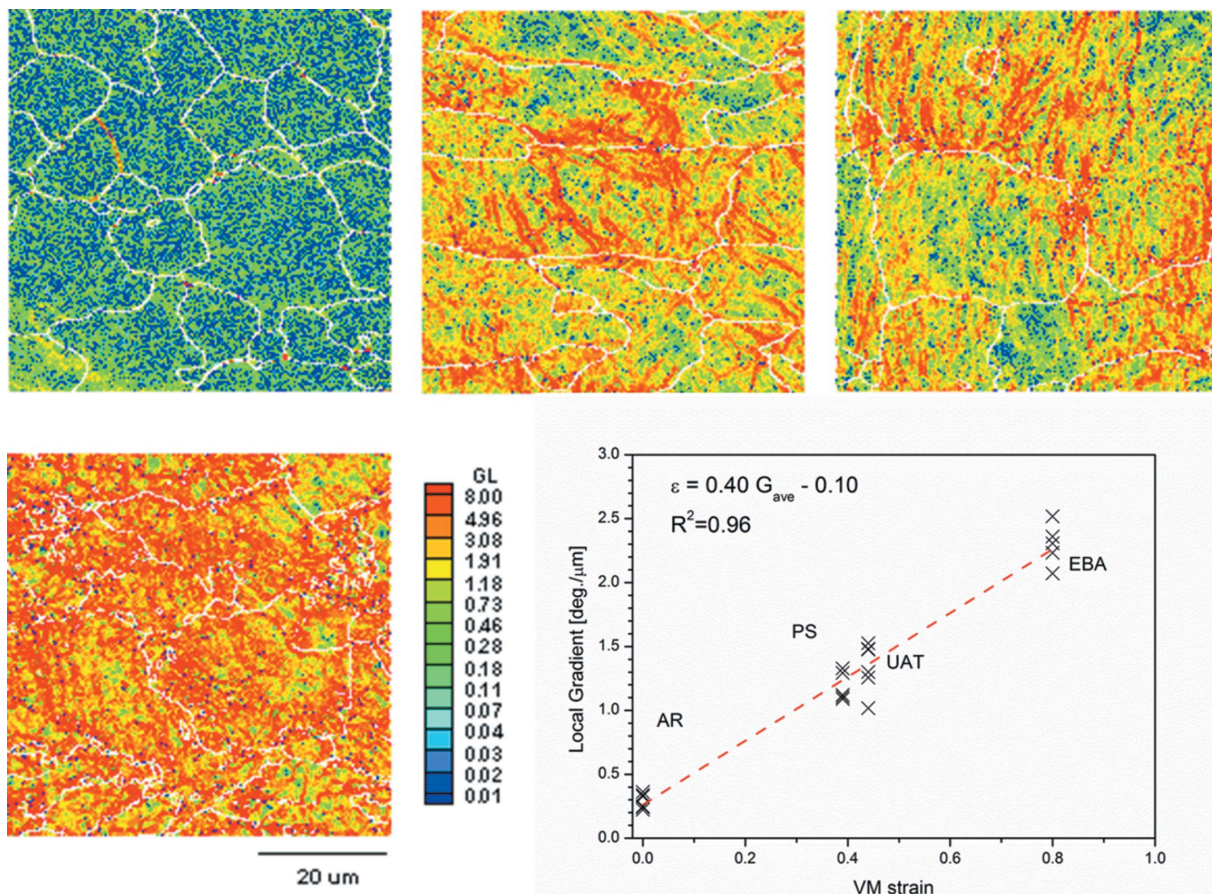 GL
8.00
4.96
3.08
1.91
1.18
0.73
0.46
0.28
0.18
0.11
0.07
0.04
0.03
0.02
0.01
20 um
ε = 0.40 G_ave - 0.10
R²=0.96
Local Gradient [deg./μm]
3.0
2.5
2.0
1.5
1.0
0.5
0.0
AR
PS
UAT
EBA
0.0 0.2 0.4 0.6 0.8 1.0
VM strain